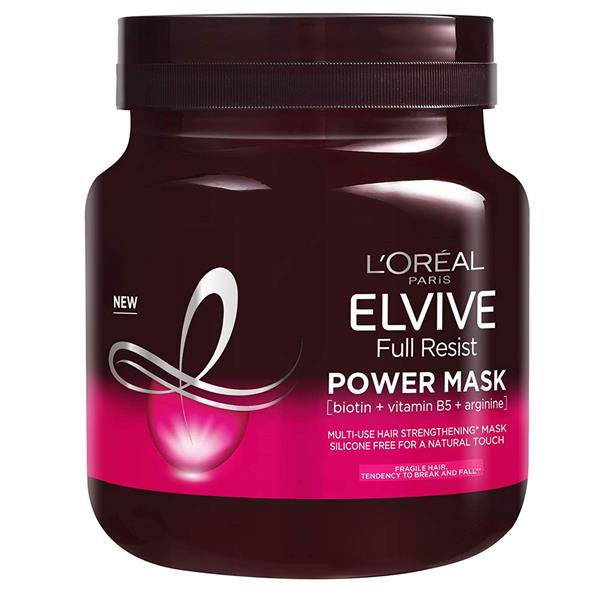 NEW
L'ORÉAL
PARIS
ELVIVE
Full Resist
POWER MASK
[biotin + vitamin B5 + arginine]
MULTI-USE HAIR STRENGTHENING* MASK
SILICONE FREE FOR A NATURAL TOUCH
FRAGILE HAIR,
TENDENCY TO BREAK AND FALL**